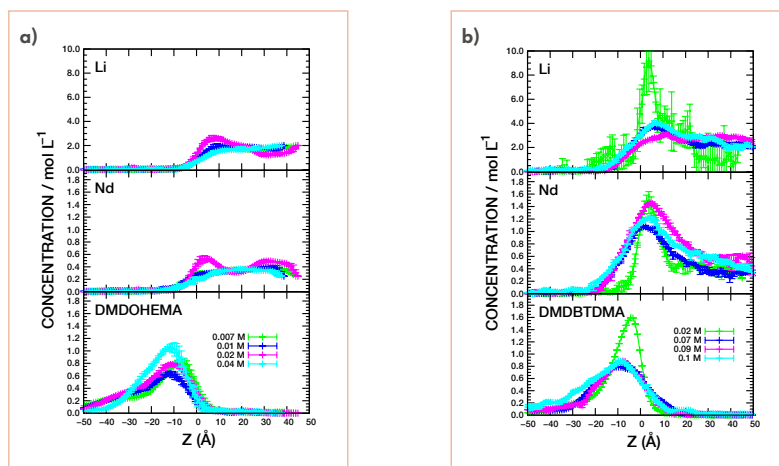 a)
CONCENTRATION / mol L⁻¹
10.0
8.0
6.0
4.0
2.0
0.0
Li
1.8
1.6
1.4
1.2
1.0
0.8
0.6
0.4
0.2
0.0
Nd
1.8
1.6
1.4
1.2
1.0
0.8
0.6
0.4
0.2
0.0
DMDOHEMA
0.007 M
0.01 M
0.02 M
0.04 M
−50 −40 −30 −20 −10 0 10 20 30 40 50
Z (Å)
b)
CONCENTRATION / mol L⁻¹
10.0
8.0
6.0
4.0
2.0
0.0
Li
1.8
1.6
1.4
1.2
1.0
0.8
0.6
0.4
0.2
0.0
Nd
1.8
1.6
1.4
1.2
1.0
0.8
0.6
0.4
0.2
0.0
DMDBTDMA
0.02 M
0.07 M
0.09 M
0.1 M
−50 −40 −30 −20 −10 0 10 20 30 40 50
Z (Å)